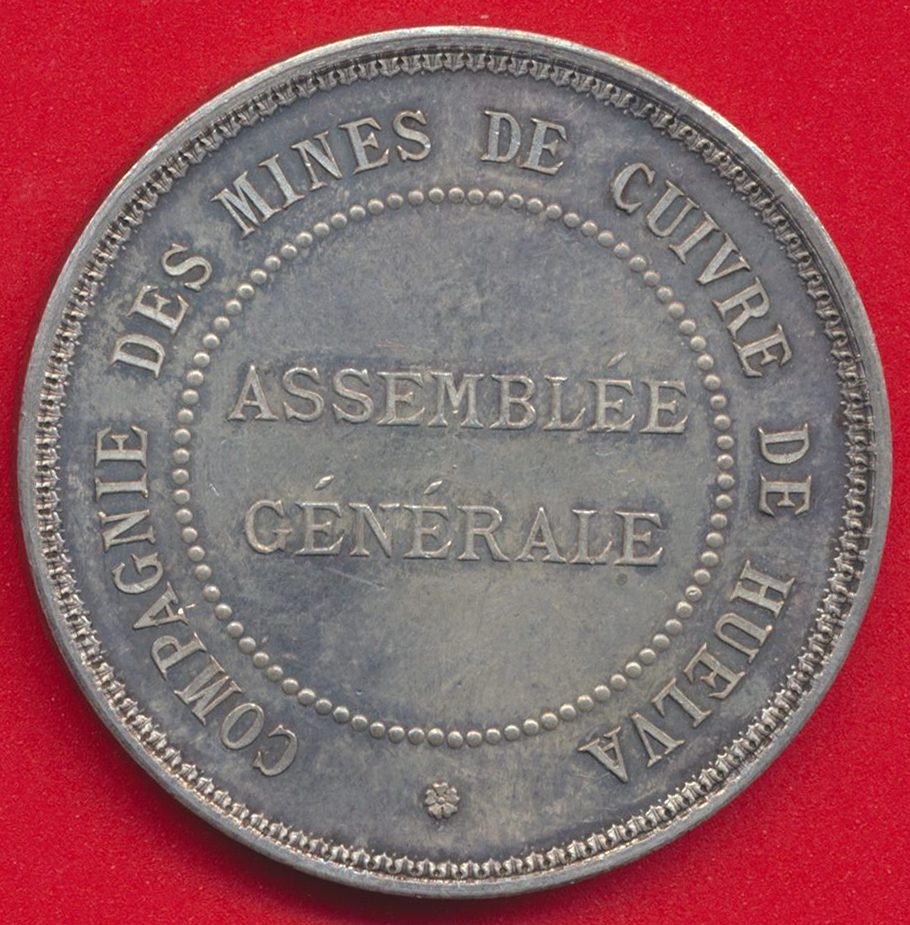 COMPAGNIE DES MINES DE CUIVRE DE HUELVA
ASSEMBLÉE
GÉNÉRALE